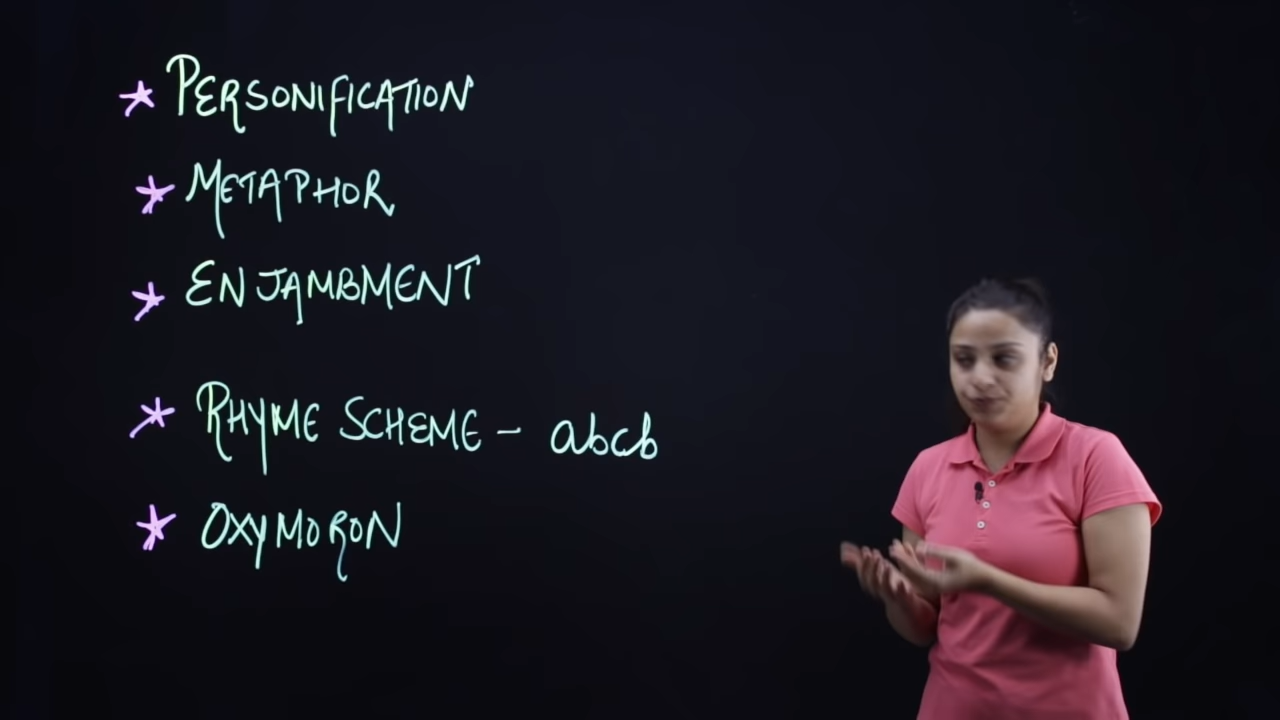 * PERSONIFICATION
* METAPHOR
* ENJAMBMENT
* RHYME SCHEME - abcb
* OXYMORON